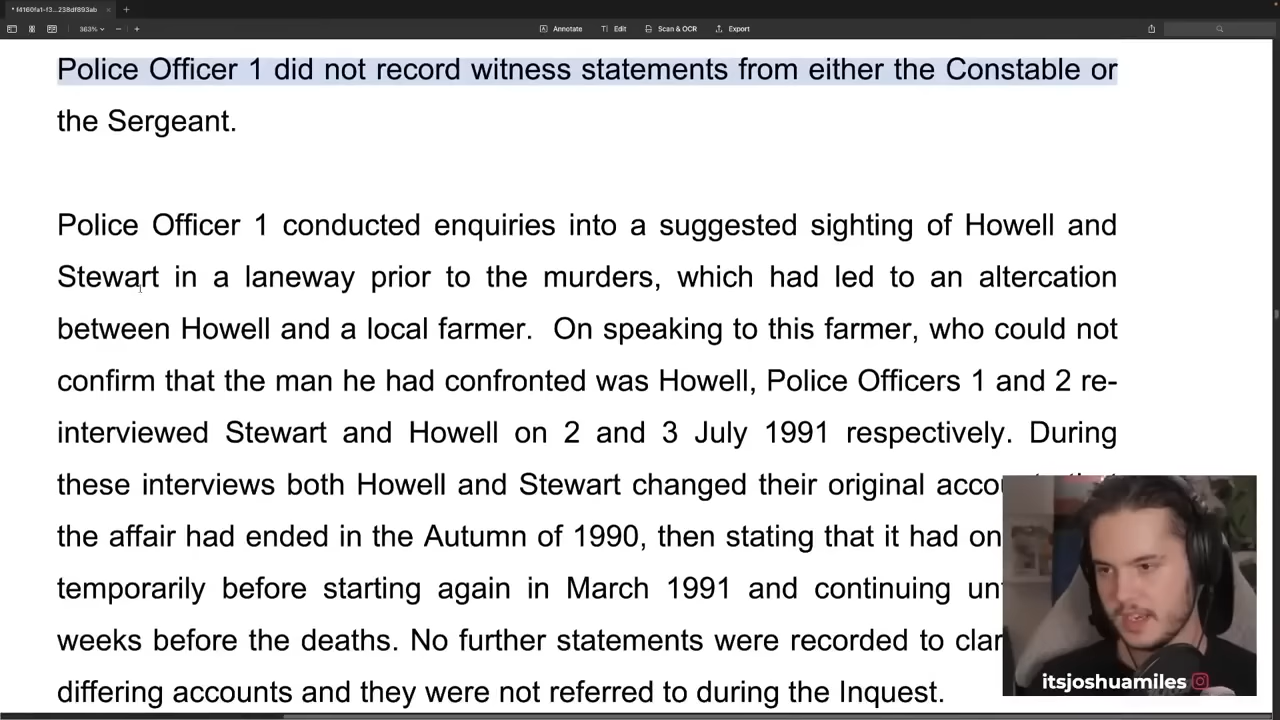 t4160fa1-f3...238df893ab
363%
Annotate
Edit
Scan & OCR
Export
Police Officer 1 did not record witness statements from either the Constable or
the Sergeant.
Police Officer 1 conducted enquiries into a suggested sighting of Howell and
Stewart in a laneway prior to the murders, which had led to an altercation
between Howell and a local farmer. On speaking to this farmer, who could not
confirm that the man he had confronted was Howell, Police Officers 1 and 2 re-
interviewed Stewart and Howell on 2 and 3 July 1991 respectively. During
these interviews both Howell and Stewart changed their original
the affair had ended in the Autumn of 1990, then stating that it had
temporarily before starting again in March 1991 and continuing
weeks before the deaths. No further statements were recorded to
differing accounts and they were not referred to during the Inquest.
itsjoshuamiles